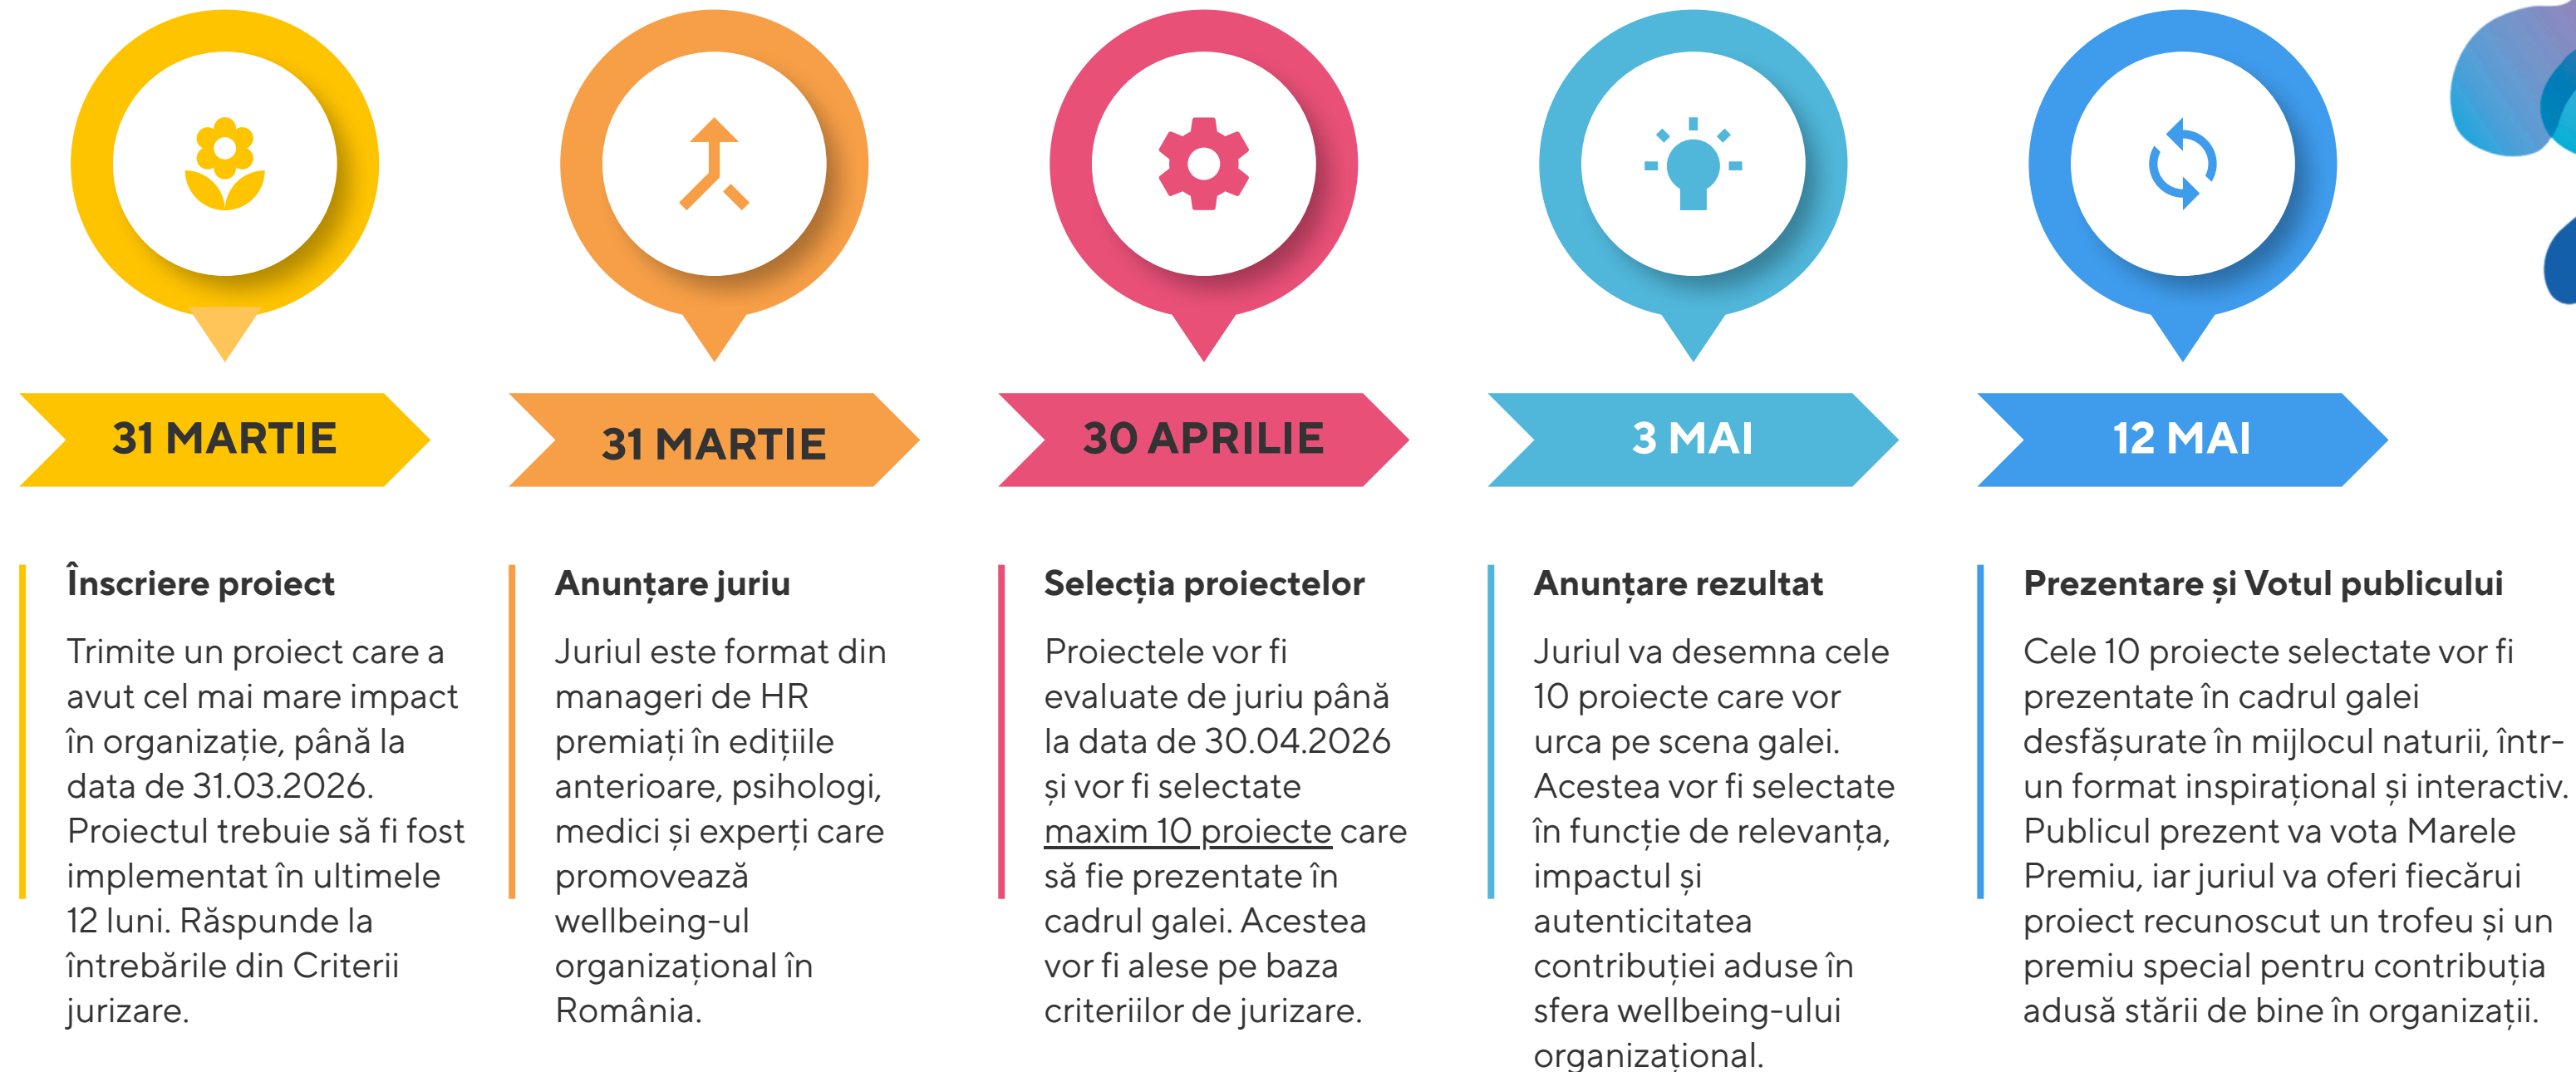 31 MARTIE
Înscriere proiect
Trimite un proiect care a
avut cel mai mare impact
în organizație, până la
data de 31.03.2026.
Proiectul trebuie să fi fost
implementat în ultimele
12 luni. Răspunde la
întrebările din Criterii
jurizare.
31 MARTIE
Anunțare juriu
Juriul este format din
manageri de HR
premiați în edițiile
anterioare, psihologi,
medici și experți care
promovează
wellbeing-ul
organizațional în
România.
30 APRILIE
Selecția proiectelor
Proiectele vor fi
evaluate de juriu până
la data de 30.04.2026
și vor fi selectate
maxim 10 proiecte care
să fie prezentate în
cadrul galei. Acestea
vor fi alese pe baza
criteriilor de jurizare.
3 MAI
Anunțare rezultat
Juriul va desemna cele
10 proiecte care vor
urca pe scena galei.
Acestea vor fi selectate
în funcție de relevanța,
impactul și
autenticitatea
contribuției aduse în
sfera wellbeing-ului
organizațional.
12 MAI
Prezentare și Votul publicului
Cele 10 proiecte selectate vor fi
prezentate în cadrul galei
desfășurate în mijlocul naturii, într-
un format inspirațional și interactiv.
Publicul prezent va vota Marele
Premiu, iar juriul va oferi fiecărui
proiect recunoscut un trofeu și un
premiu special pentru contribuția
adusă stării de bine în organizații.